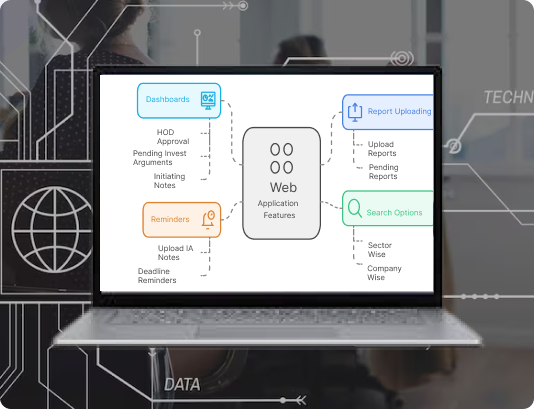 TECHN
Dashboards
HOD
Approval
Pending Invest
Arguments
Initiating
Notes
Reminders
Upload IA
Notes
Deadline
Reminders
Web
Application
Features
Report Uploading
Upload
Reports
Pending
Reports
Search Options
Sector
Wise
Company
Wise
DATA